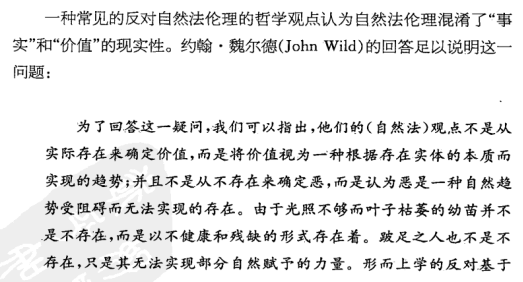 一种常见的反对自然法伦理的哲学观点认为自然法伦理混淆了“事
实”和“价值”的现实性。约翰·魏尔德(John Wild)的回答足以说明这一
问题：
为了回答这一疑问，我们可以指出，他们的(自然法)观点不是从
实际存在来确定价值，而是将价值视为一种根据存在实体的本质而
实现的趋势；并且不是从不存在来确定恶，而是认为恶是一种自然趋
势受阻碍而无法实现的存在。由于光照不够而叶子枯萎的幼苗并不
是不存在，而是以不健康和残缺的形式存在着。跛足之人也不是不
存在，只是其无法实现部分自然赋予的力量。形而上学的反对基于